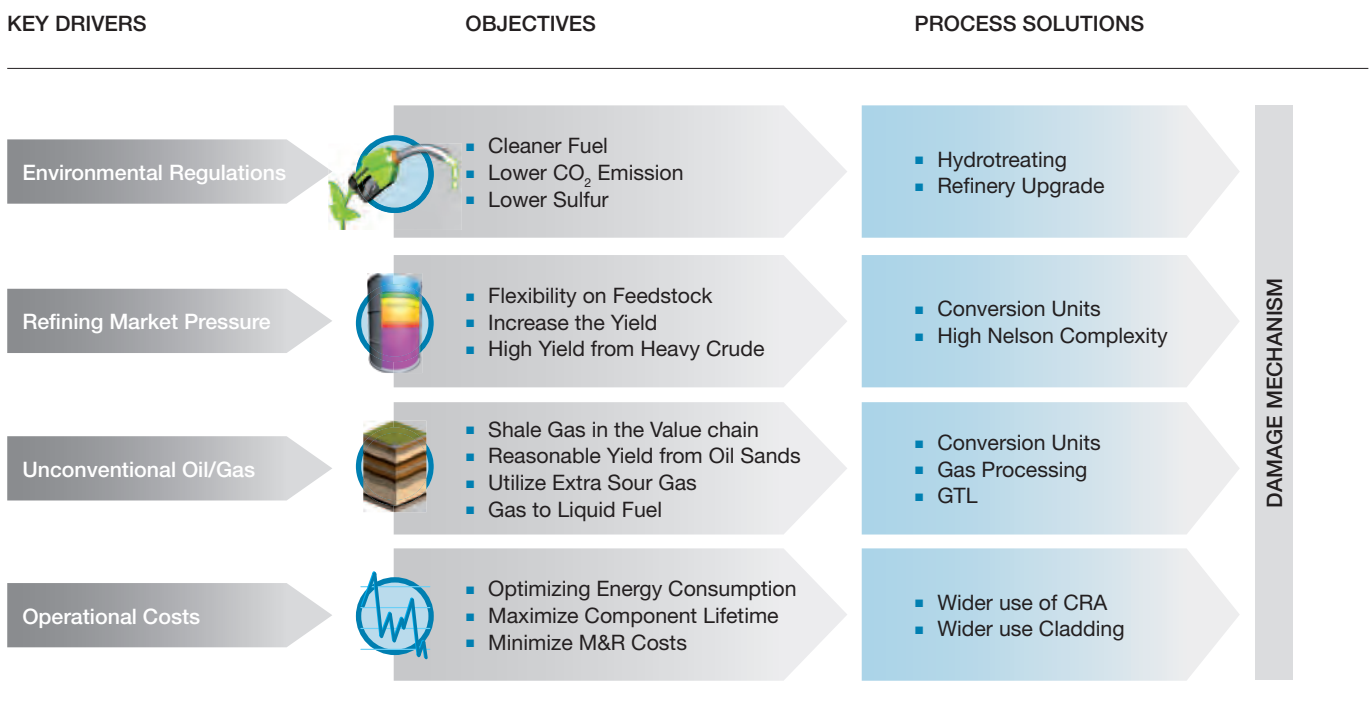 KEY DRIVERS
OBJECTIVES
PROCESS SOLUTIONS
Environmental Regulations
▪ Cleaner Fuel
▪ Lower CO₂ Emission
▪ Lower Sulfur
▪ Hydrotreating
▪ Refinery Upgrade
Refining Market Pressure
▪ Flexibility on Feedstock
▪ Increase the Yield
▪ High Yield from Heavy Crude
▪ Conversion Units
▪ High Nelson Complexity
Unconventional Oil/Gas
▪ Shale Gas in the Value chain
▪ Reasonable Yield from Oil Sands
▪ Utilize Extra Sour Gas
▪ Gas to Liquid Fuel
▪ Conversion Units
▪ Gas Processing
▪ GTL
Operational Costs
▪ Optimizing Energy Consumption
▪ Maximize Component Lifetime
▪ Minimize M&R Costs
▪ Wider use of CRA
▪ Wider use Cladding
DAMAGE MECHANISM